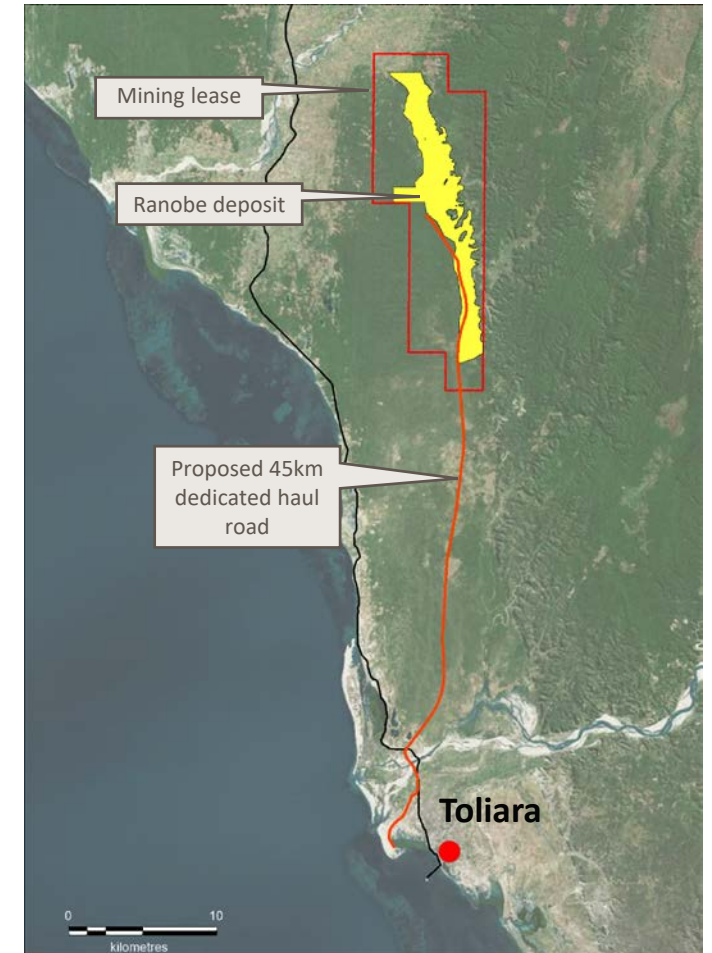 Mining lease
Ranobe deposit
Proposed 45km
dedicated haul
road
Toliara
0
10
kilometres